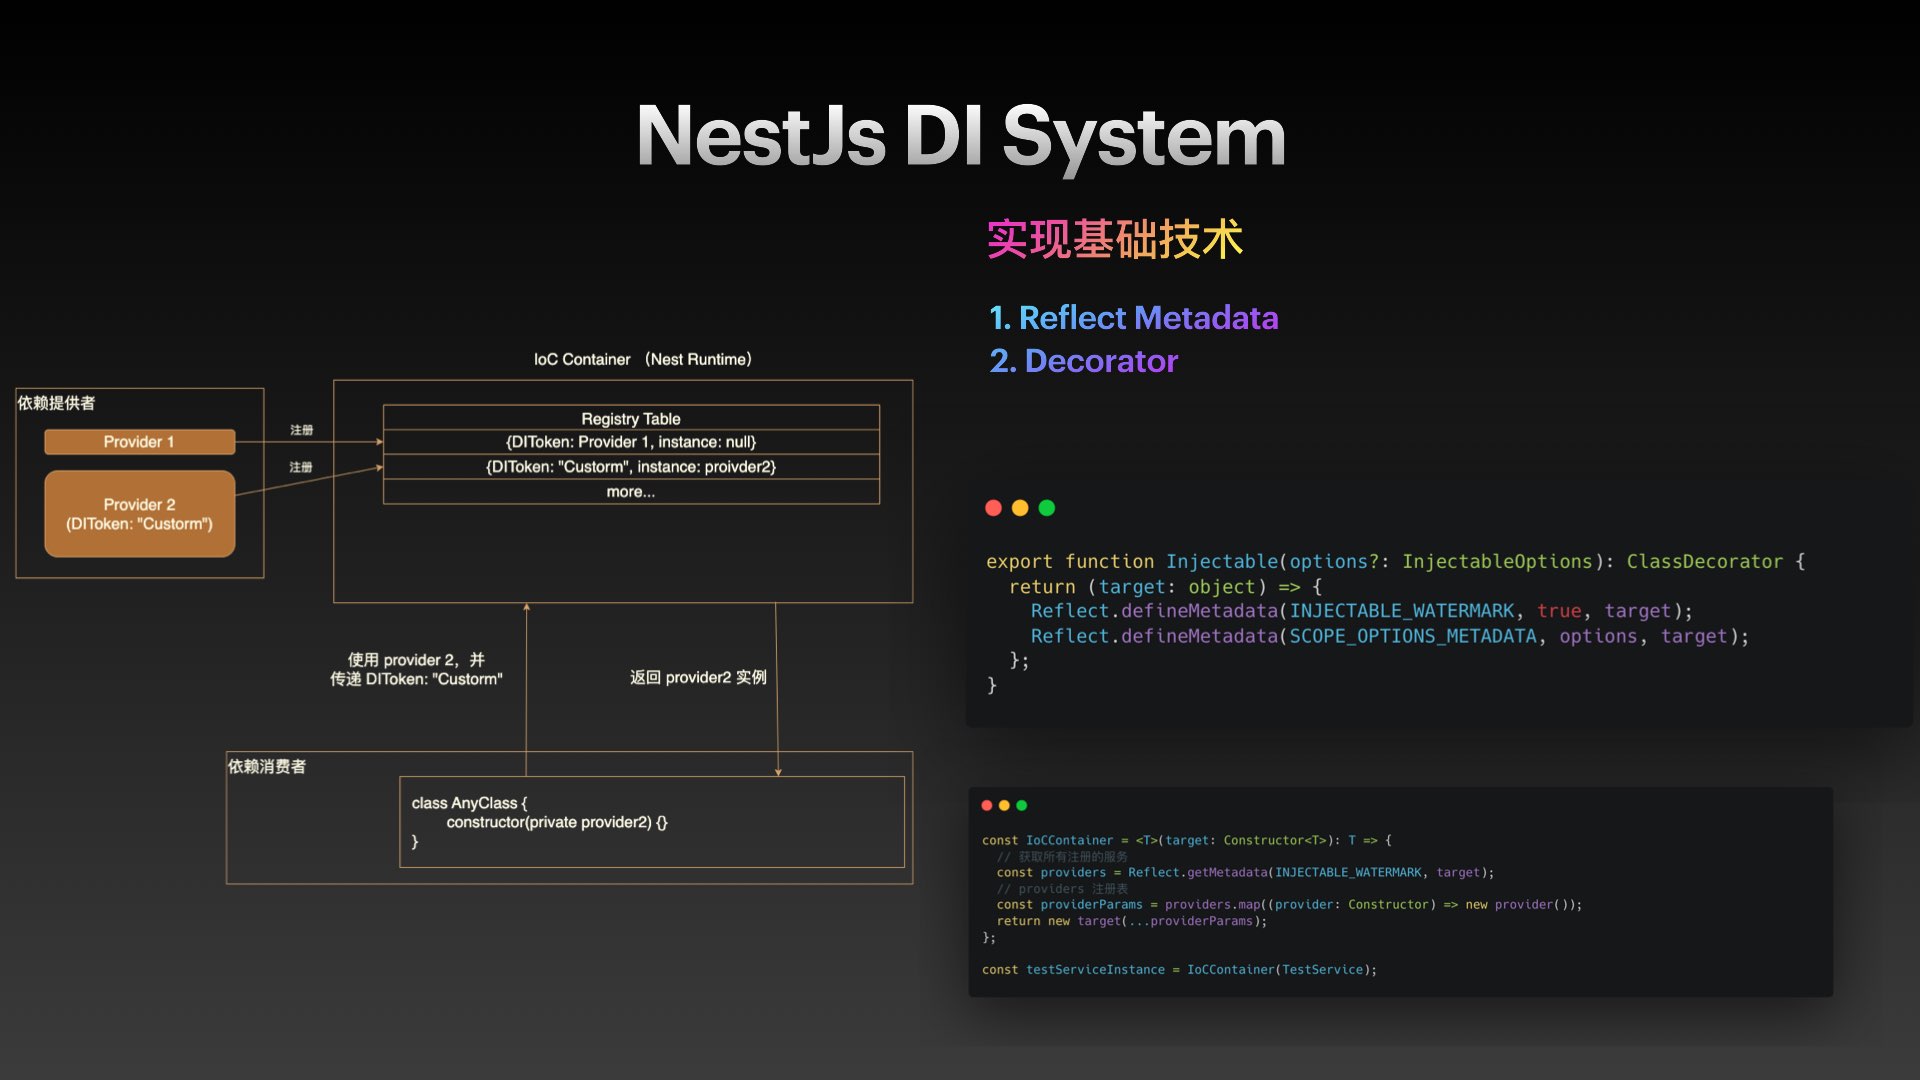 NestJs DI System
实现基础技术
1. Reflect Metadata
2. Decorator
IoC Container （Nest Runtime）
依赖提供者
Provider 1
Provider 2
(DIToken: "Custorm")
注册
注册
Registry Table
{DIToken: Provider 1, instance: null}
{DIToken: "Custorm", instance: proivder2}
more...
使用 provider 2，并
传递 DIToken: "Custorm"
返回 provider2 实例
依赖消费者
class AnyClass {
constructor(private provider2) {}
}
export function Injectable(options?: InjectableOptions): ClassDecorator {
return (target: object) => {
Reflect.defineMetadata(INJECTABLE_WATERMARK, true, target);
Reflect.defineMetadata(SCOPE_OPTIONS_METADATA, options, target);
};
}
const IoCContainer = <T>(target: Constructor<T>): T => {
// 获取所有注册的服务
const providers = Reflect.getMetadata(INJECTABLE_WATERMARK, target);
// providers 注册表
const providerParams = providers.map((provider: Constructor) => new provider());
return new target(...providerParams);
};
const testServiceInstance = IoCContainer(TestService);